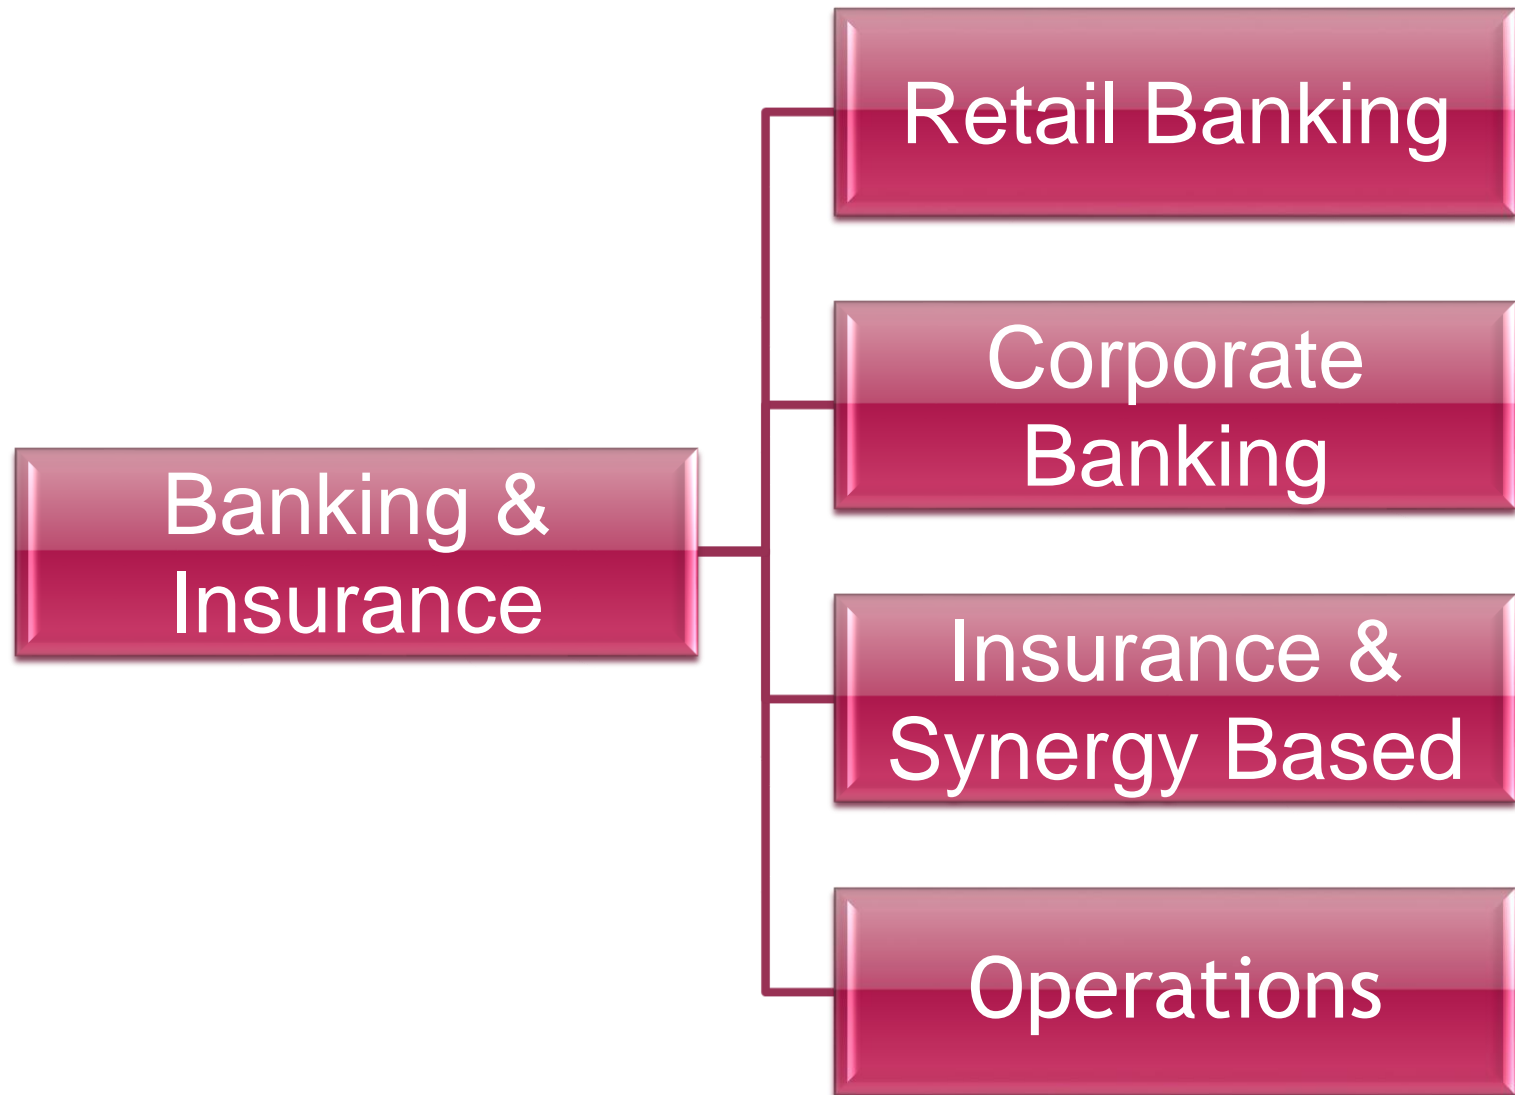 Retail Banking
Corporate
Banking
Banking &
Insurance
Insurance &
Synergy Based
Operations